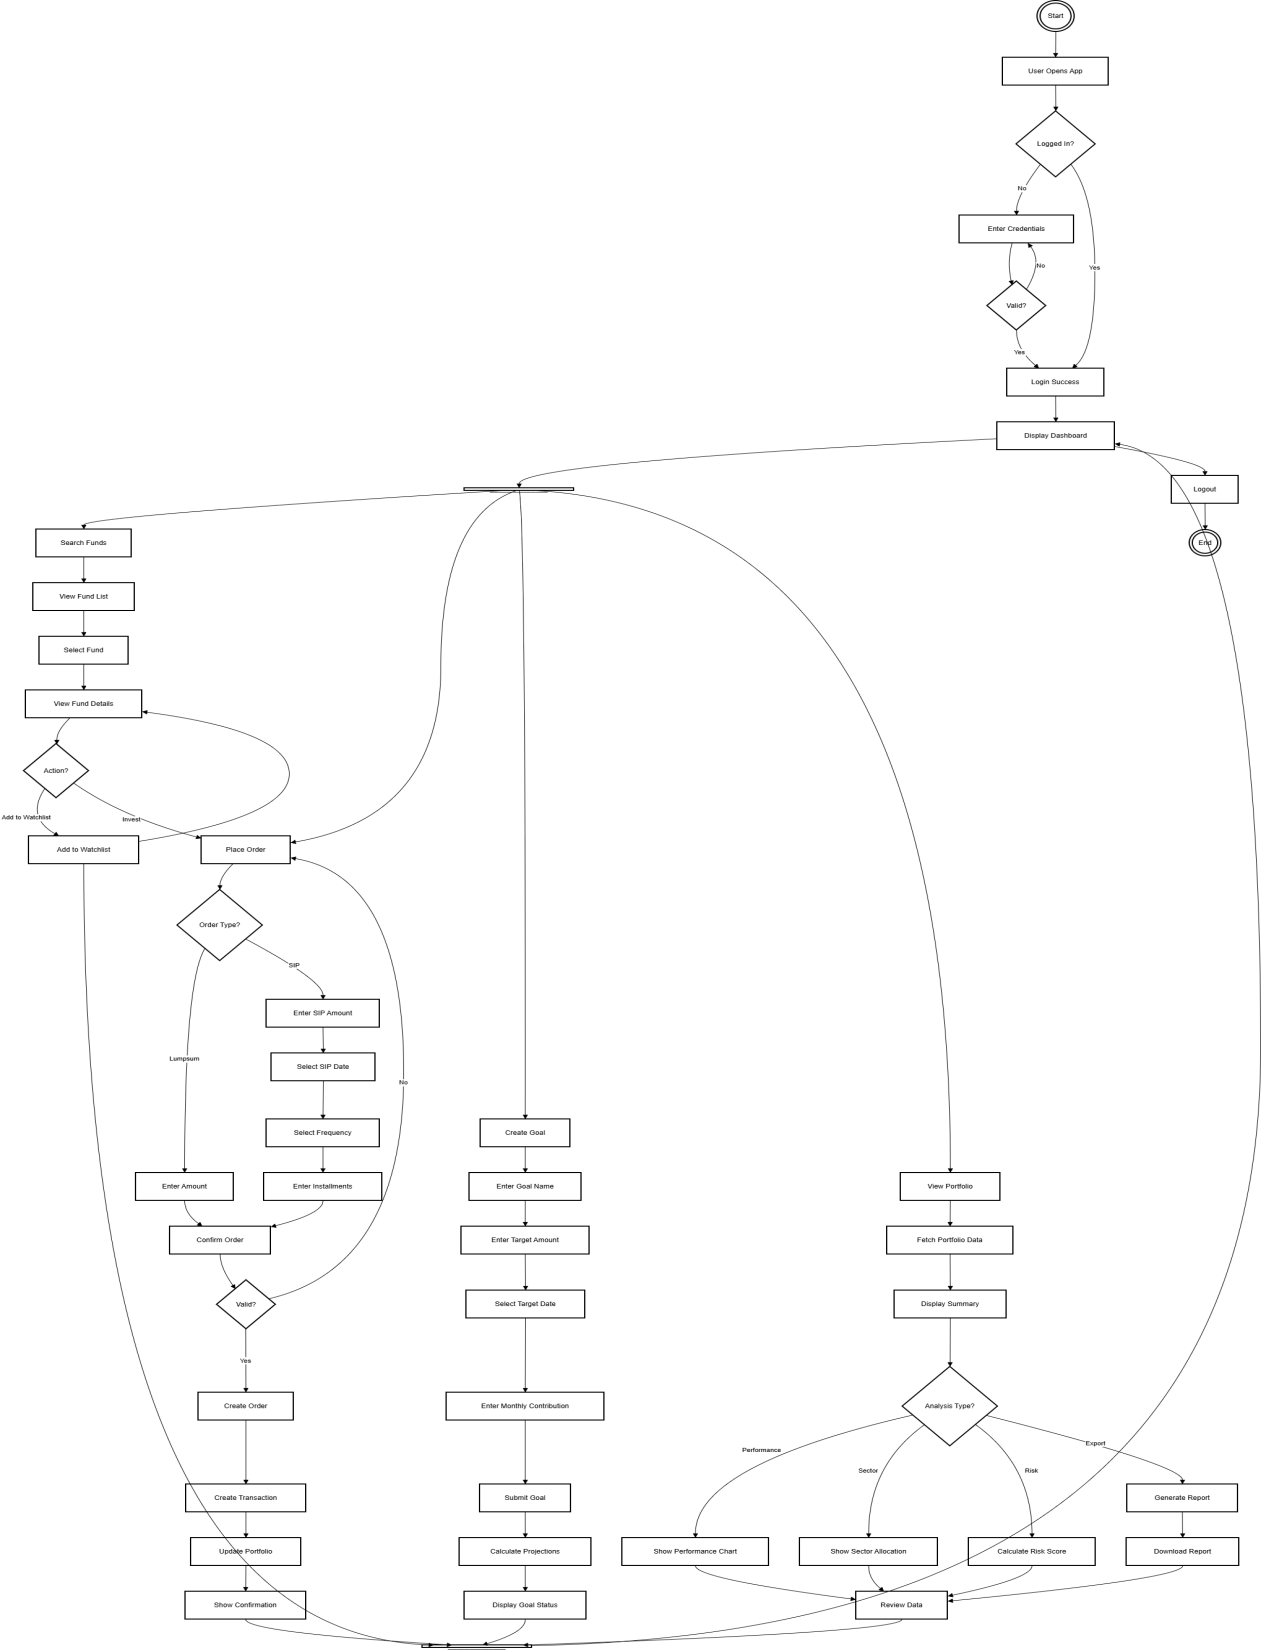 Start
User Opens App
Logged In?
No
Enter Credentials
No
Yes
Valid?
Yes
Login Success
Display Dashboard
Logout
End
Search Funds
View Fund List
Select Fund
View Fund Details
Action?
Add to Watchlist
Invest
Add to Watchlist
Place Order
Order Type?
SIP
Enter SIP Amount
Lumpsum
Select SIP Date
No
Select Frequency
Create Goal
Enter Amount
Enter Installments
Enter Goal Name
View Portfolio
Confirm Order
Enter Target Amount
Fetch Portfolio Data
Valid?
Select Target Date
Display Summary
Yes
Create Order
Enter Monthly Contribution
Analysis Type?
Performance
Sector
Risk
Export
Create Transaction
Submit Goal
Generate Report
Update Portfolio
Calculate Projections
Show Performance Chart
Show Sector Allocation
Calculate Risk Score
Download Report
Show Confirmation
Display Goal Status
Review Data